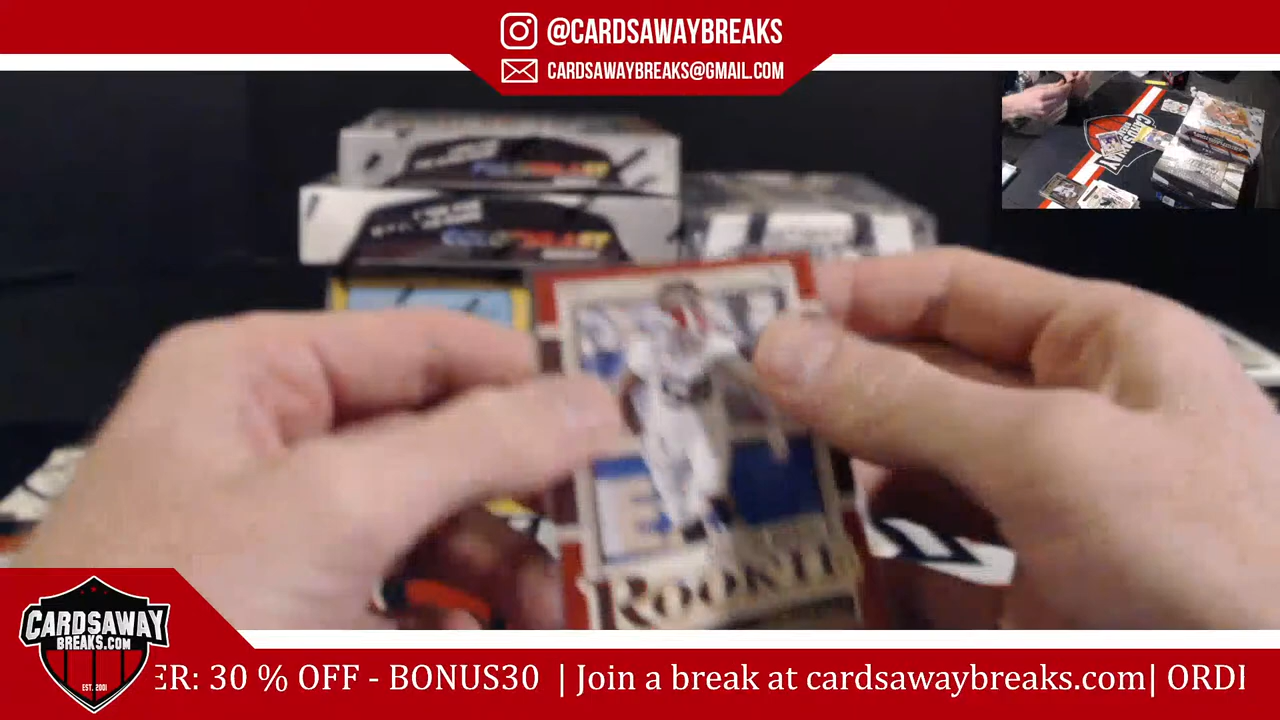 @CARDSAWAYBREAKS
CARDSAWAYBREAKS@GMAIL.COM
ROOKIE
CARDSAWAY
BREAKS.COM
EST. 2001
ER: 30 % OFF - BONUS30 | Join a break at cardsawaybreaks.com| ORDI